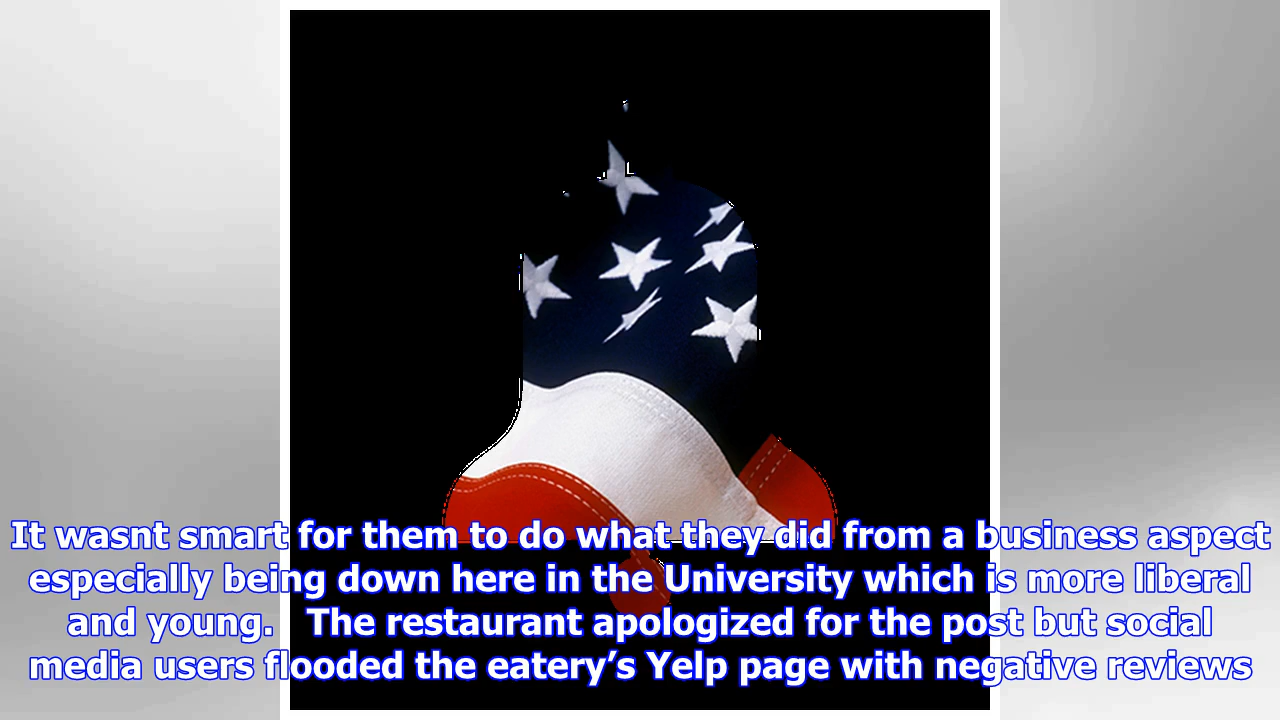 It wasnt smart for them to do what they did from a business aspect
especially being down here in the University which is more liberal
and young.   The restaurant apologized for the post but social
media users flooded the eatery’s Yelp page with negative reviews